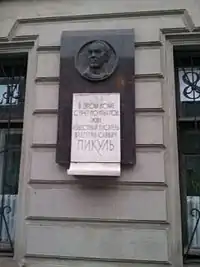 В ЭТОМ ДОМЕ
ЖИЛ
ИЗВЕСТНЫЙ ПИСАТЕЛЬ
ВАЛЕНТИН САВВИЧ
ПИКУЛЬ